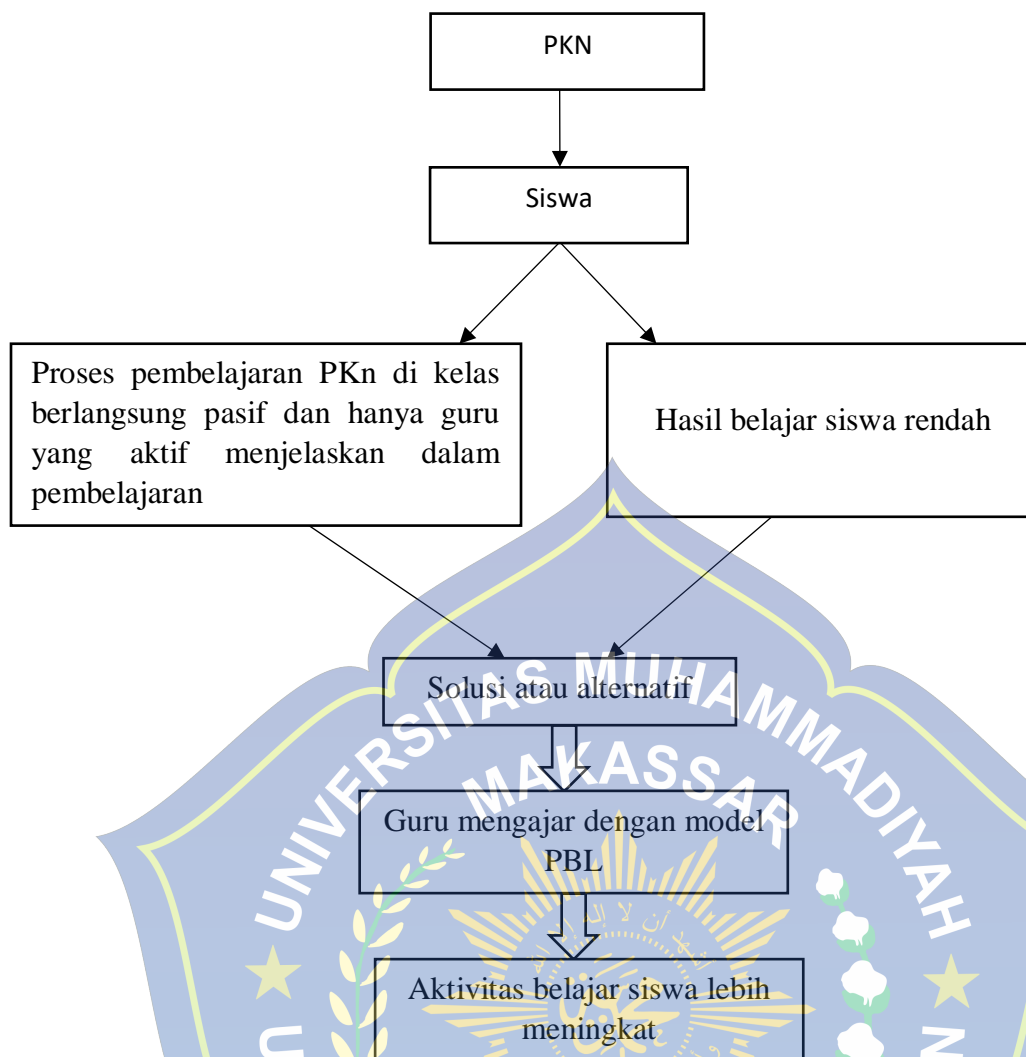 PKN
Siswa
Proses pembelajaran PKn di kelas
berlangsung pasif dan hanya guru
yang aktif menjelaskan dalam
pembelajaran
Hasil belajar siswa rendah
Solusi atau alternatif
Guru mengajar dengan model
PBL
Aktivitas belajar siswa lebih
meningkat
UNIVERSITAS MUHAMMADIYAH
MAKASSAR